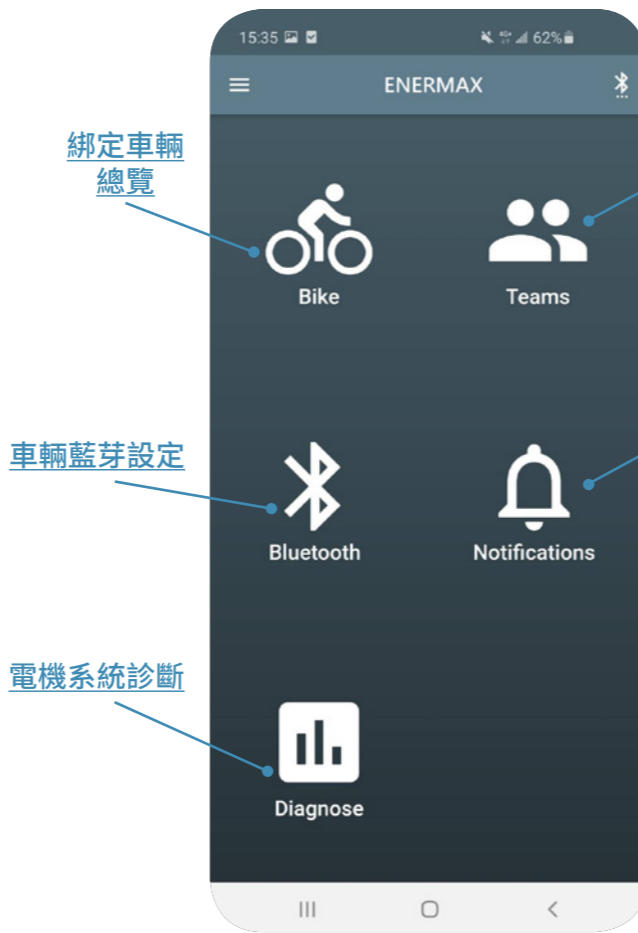 15:35 62%
ENERMAX
綁定車輛
總覽
Bike
Teams
車輛藍芽設定
Bluetooth
Notifications
電機系統診斷
Diagnose